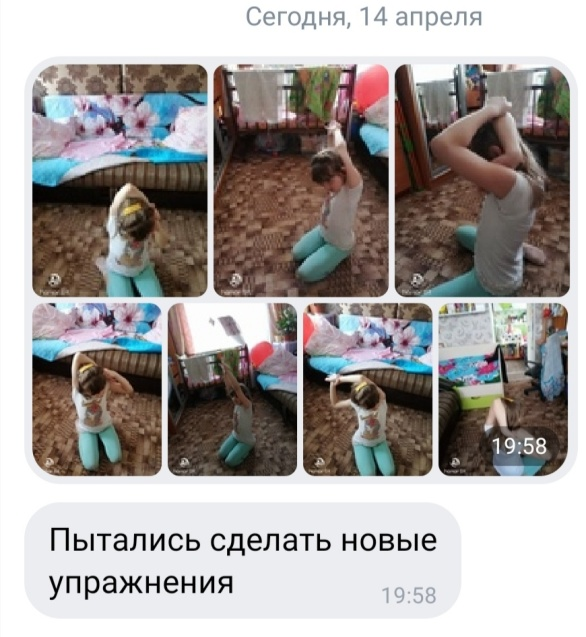 Сегодня, 14 апреля
19:58
Пытались сделать новые
упражнения
19:58